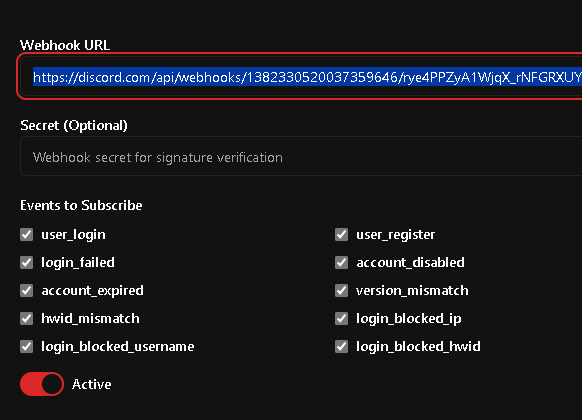 Webhook URL
https://discord.com/api/webhooks/1382330520037359646/rye4PPZyA1WjqX_rNFGRXUY
Secret (Optional)
Webhook secret for signature verification
Events to Subscribe
user_login
user_register
login_failed
account_disabled
account_expired
version_mismatch
hwid_mismatch
login_blocked_ip
login_blocked_username
login_blocked_hwid
Active